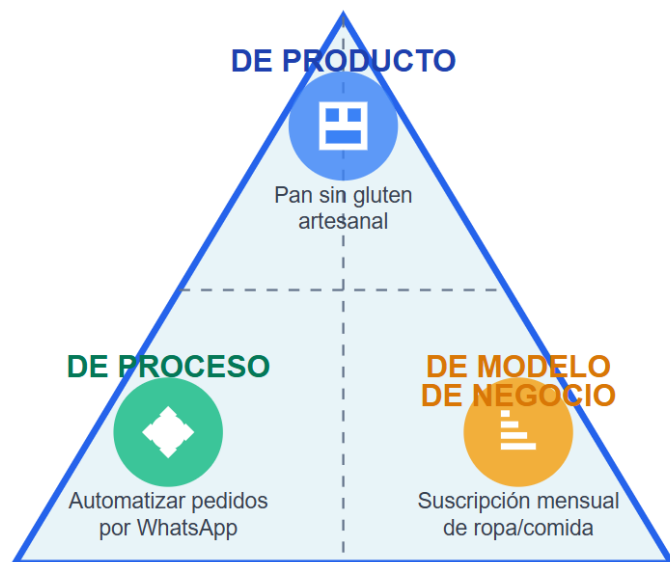 DE PRODUCTO
Pan sin gluten
artesanal
DE PROCESO
Automatizar pedidos
por WhatsApp
DE MODELO
DE NEGOCIO
Suscripción mensual
de ropa/comida